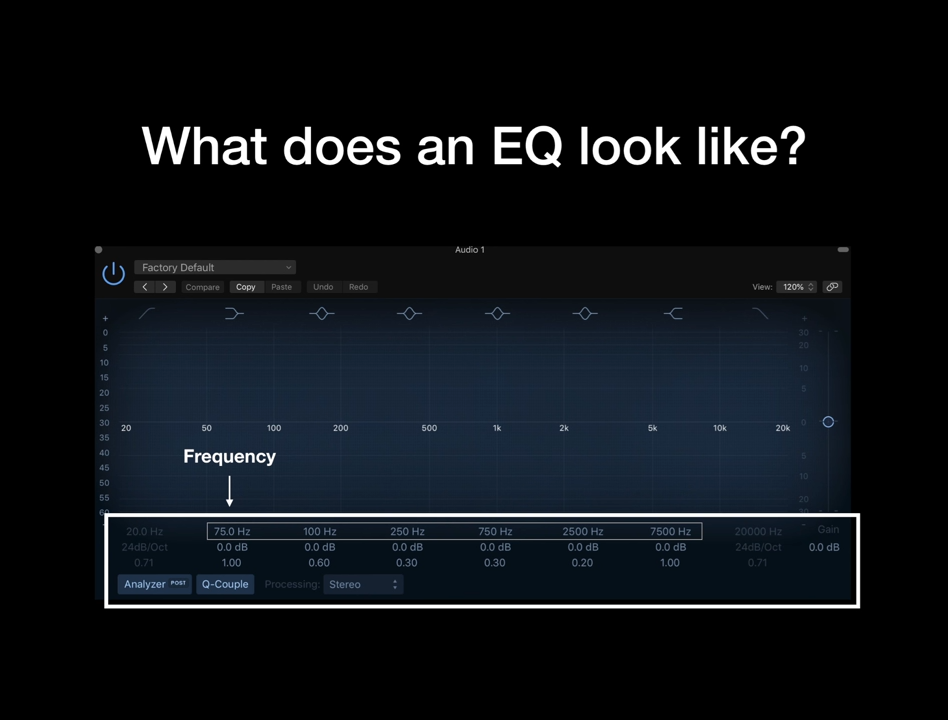 What does an EQ look like?
Audio 1
Factory Default
Compare Copy Paste Undo Redo View: 120%
+ +
0 30
5 20
10 10
15
20 5
25
30 20 50 100 200 500 1k 2k 5k 10k 20k 0
35
40
Frequency
45 5
50 10
55 20
60 30
- -
20.0 Hz 75.0 Hz 100 Hz 250 Hz 750 Hz 2500 Hz 7500 Hz 20000 Hz Gain
24dB/Oct 0.0 dB 0.0 dB 0.0 dB 0.0 dB 0.0 dB 0.0 dB 24dB/Oct 0.0 dB
0.71 1.00 0.60 0.30 0.30 0.20 1.00 0.71
Analyzer POST Q-Couple Processing: Stereo